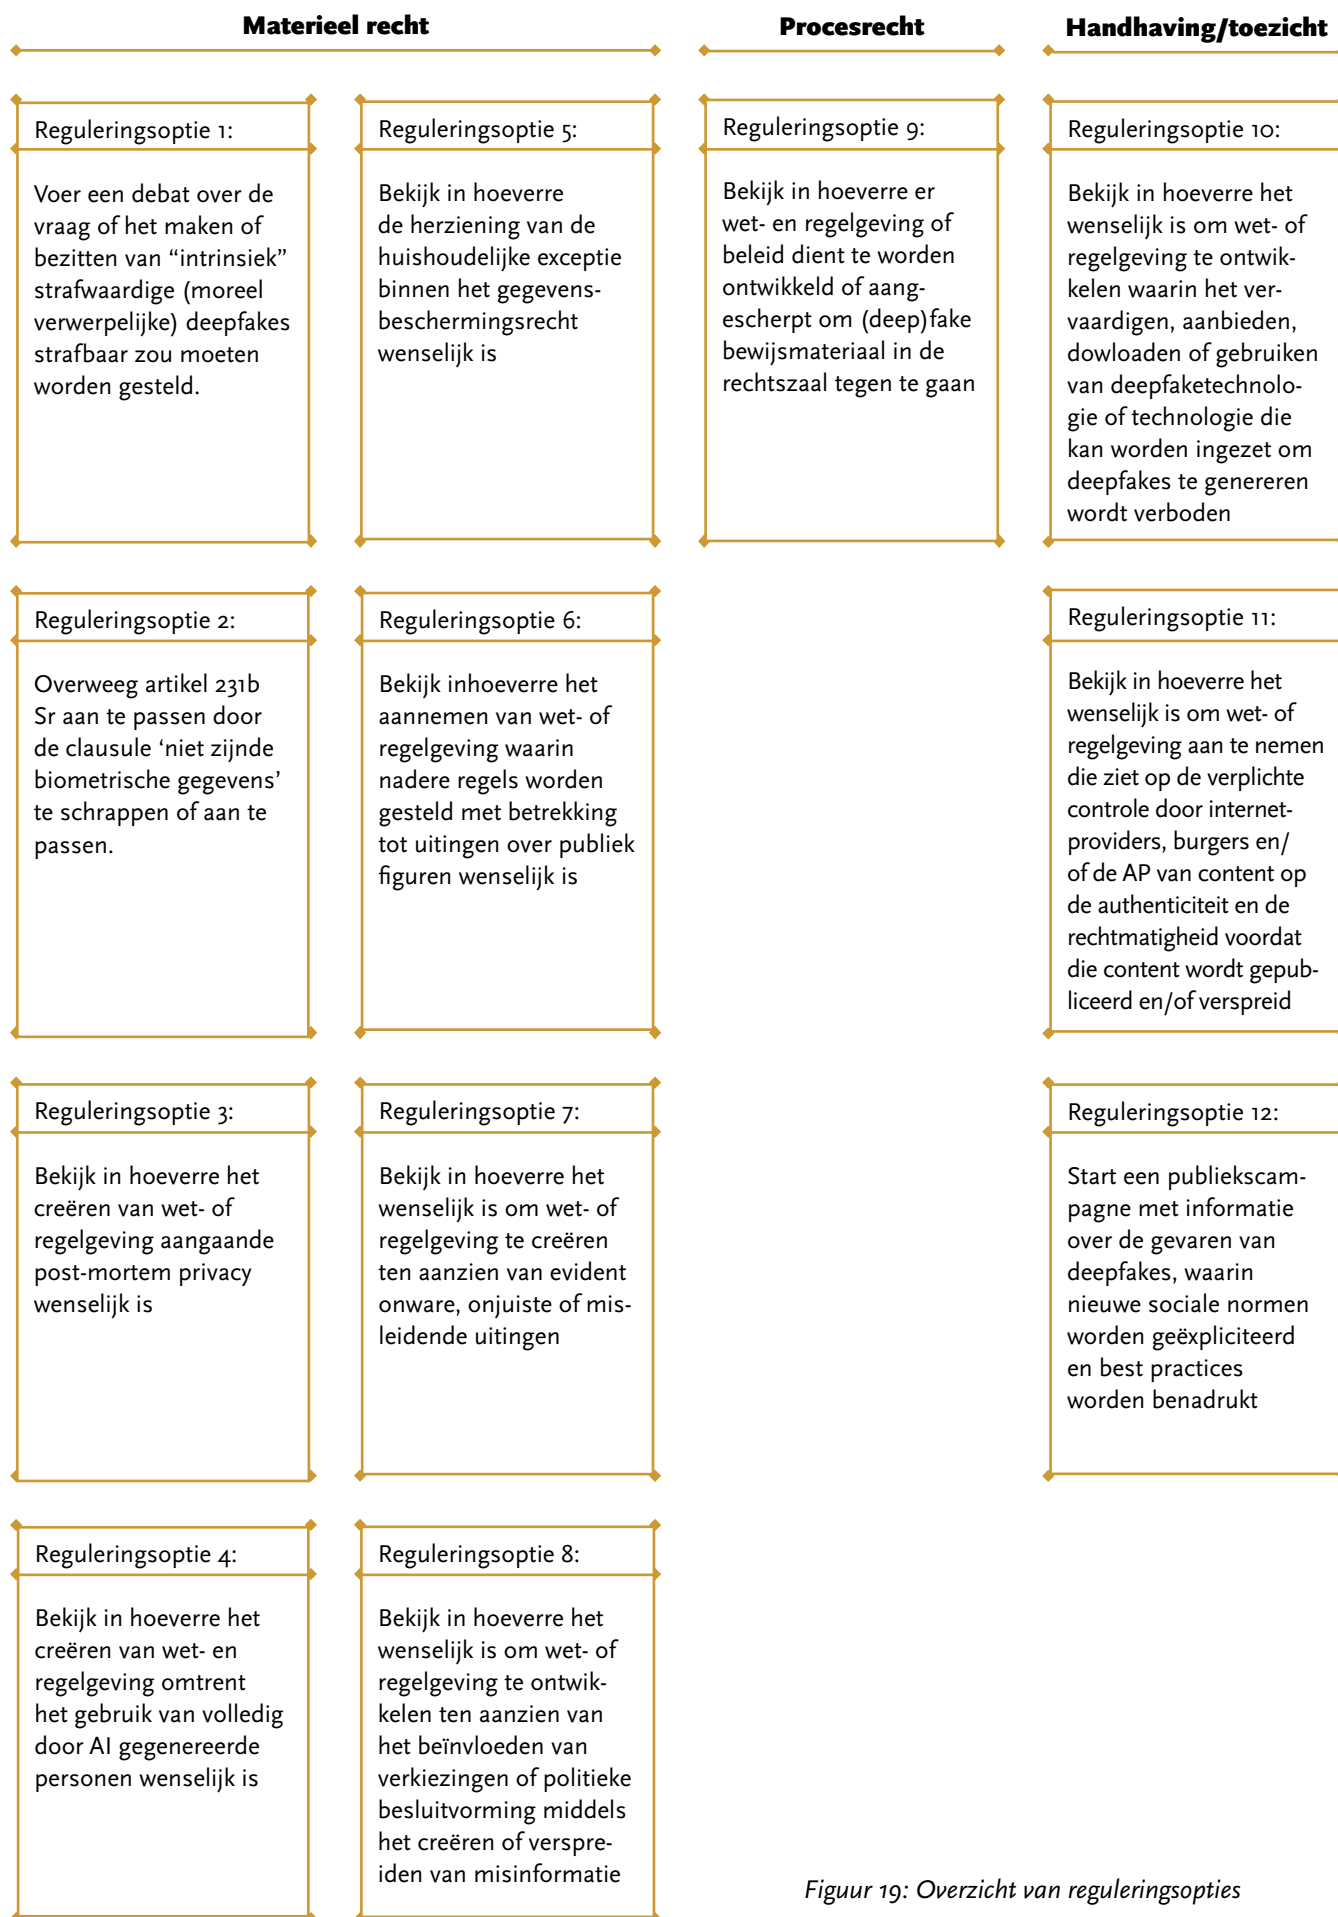 Materieel recht
Reguleringsoptie 1:
Voer een debat over de
vraag of het maken of
bezitten van “intrinsiek”
strafwaardige (moreel
verwerpelijke) deepfakes
strafbaar zou moeten
worden gesteld.
Reguleringsoptie 2:
Overweeg artikel 231b
Sr aan te passen door
de clausule ‘niet zijnde
biometrische gegevens’
te schrappen of aan te
passen.
Reguleringsoptie 3:
Bekijk in hoeverre het
creëren van wet- of
regelgeving aangaande
post-mortem privacy
wenselijk is
Reguleringsoptie 4:
Bekijk in hoeverre het
creëren van wet- en
regelgeving omtrent
het gebruik van volledig
door AI gegenereerde
personen wenselijk is
Reguleringsoptie 5:
Bekijk in hoeverre
de herziening van de
huishoudelijke exceptie
binnen het gegevens-
beschermingsrecht
wenselijk is
Reguleringsoptie 6:
Bekijk inhoeverre het
aannemen van wet- of
regelgeving waarin
nadere regels worden
gesteld met betrekking
tot uitingen over publiek
figuren wenselijk is
Reguleringsoptie 7:
Bekijk in hoeverre het
wenselijk is om wet- of
regelgeving te creëren
ten aanzien van evident
onware, onjuiste of mis-
leidende uitingen
Reguleringsoptie 8:
Bekijk in hoeverre het
wenselijk is om wet- of
regelgeving te ontwik-
kelen ten aanzien van
het beïnvloeden van
verkiezingen of politieke
besluitvorming middels
het creëren of versprei-
iden van misinformatie
Procesrecht
Reguleringsoptie 9:
Bekijk in hoeverre er
wet- en regelgeving of
beleid dient te worden
ontwikkeld of aang-
escherpt om (deep)fake
bewijsmateriaal in de
rechtszaal tegen te gaan
Handhaving/toezicht
Reguleringsoptie 10:
Bekijk in hoeverre het
wenselijk is om wet- of
regelgeving te ontwik-
kelen waarin het ver-
vaardigen, aanbieden,
dowloaden of gebruiken
van deepfaketechnolo-
gie of technologie die
kan worden ingezet om
deepfakes te genereren
wordt verboden
Reguleringsoptie 11:
Bekijk in hoeverre het
wenselijk is om wet- of
regelgeving aan te nemen
die ziet op de verplichte
controle door internet-
providers, burgers en/
of de AP van content op
de authenticiteit en de
rechtmatigheid voordat
die content wordt gepub-
liceerd en/of verspreid
Reguleringsoptie 12:
Start een publiekscam-
pagne met informatie
over de gevaren van
deepfakes, waarin
nieuwe sociale normen
worden geëxpliciteerd
en best practices
worden benadrukt
Figuur 19: Overzicht van reguleringsopties